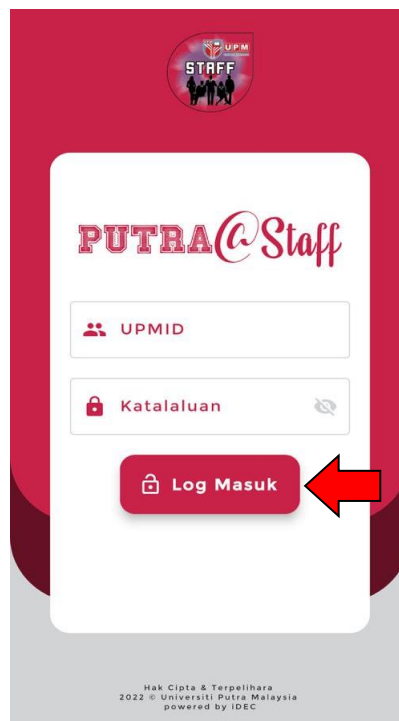 UPM
STAFF
PUTRA@Staff
UPMID
Katalaluan
Log Masuk
Hak Cipta & Terpelihara
2022 © Universiti Putra Malaysia
powered by iDEC